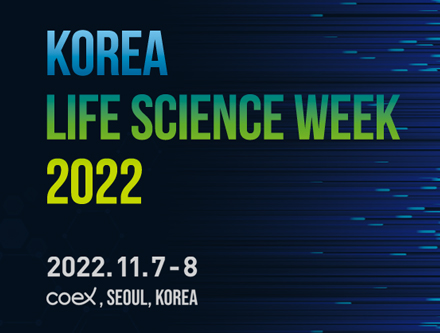 KOREA
LIFE SCIENCE WEEK
2022
2022.11.7-8
coex, SEOUL, KOREA